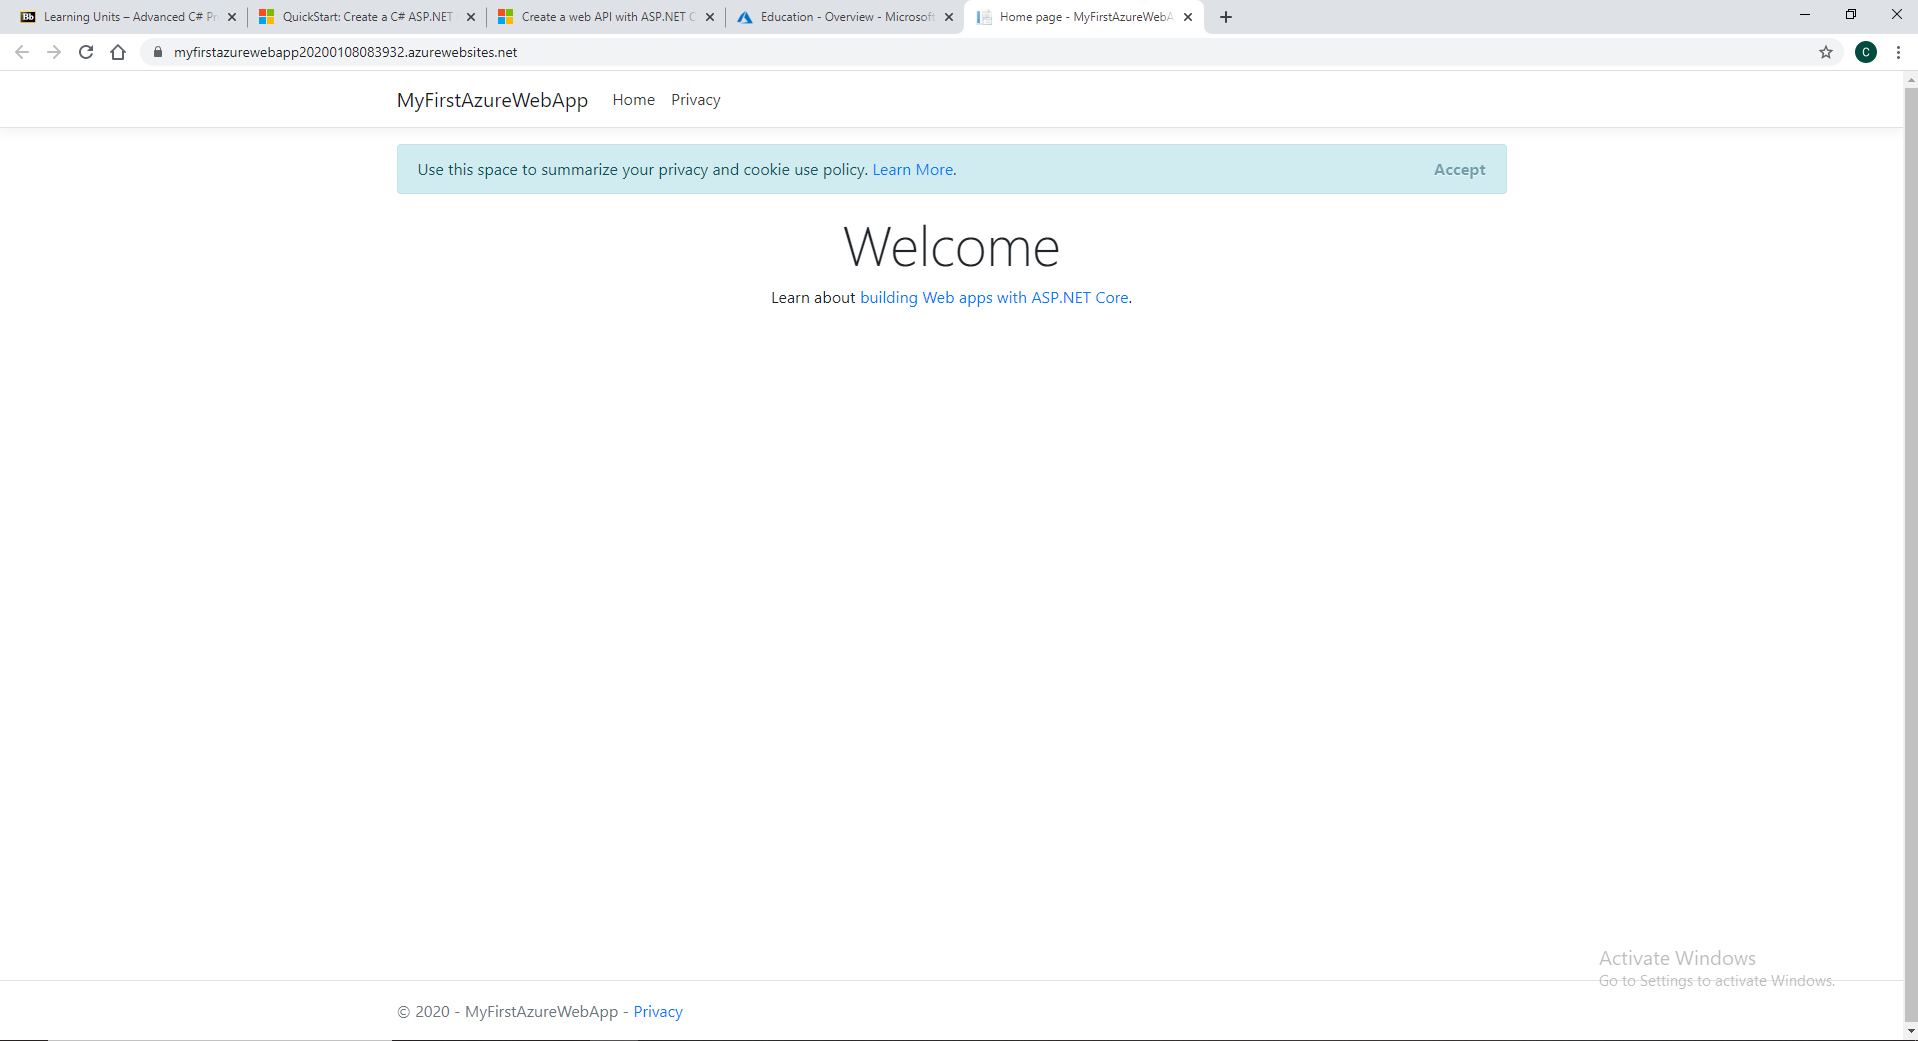 Bb Learning Units – Advanced C# Pr
QuickStart: Create a C# ASP.NET
Create a web API with ASP.NET C
Education - Overview - Microsoft
Home page - MyFirstAzureWebA
myfirstazurewebapp20200108083932.azurewebsites.net
C
MyFirstAzureWebApp Home Privacy
Use this space to summarize your privacy and cookie use policy. Learn More. Accept
Welcome
Learn about building Web apps with ASP.NET Core.
Activate Windows
Go to Settings to activate Windows.
© 2020 - MyFirstAzureWebApp - Privacy